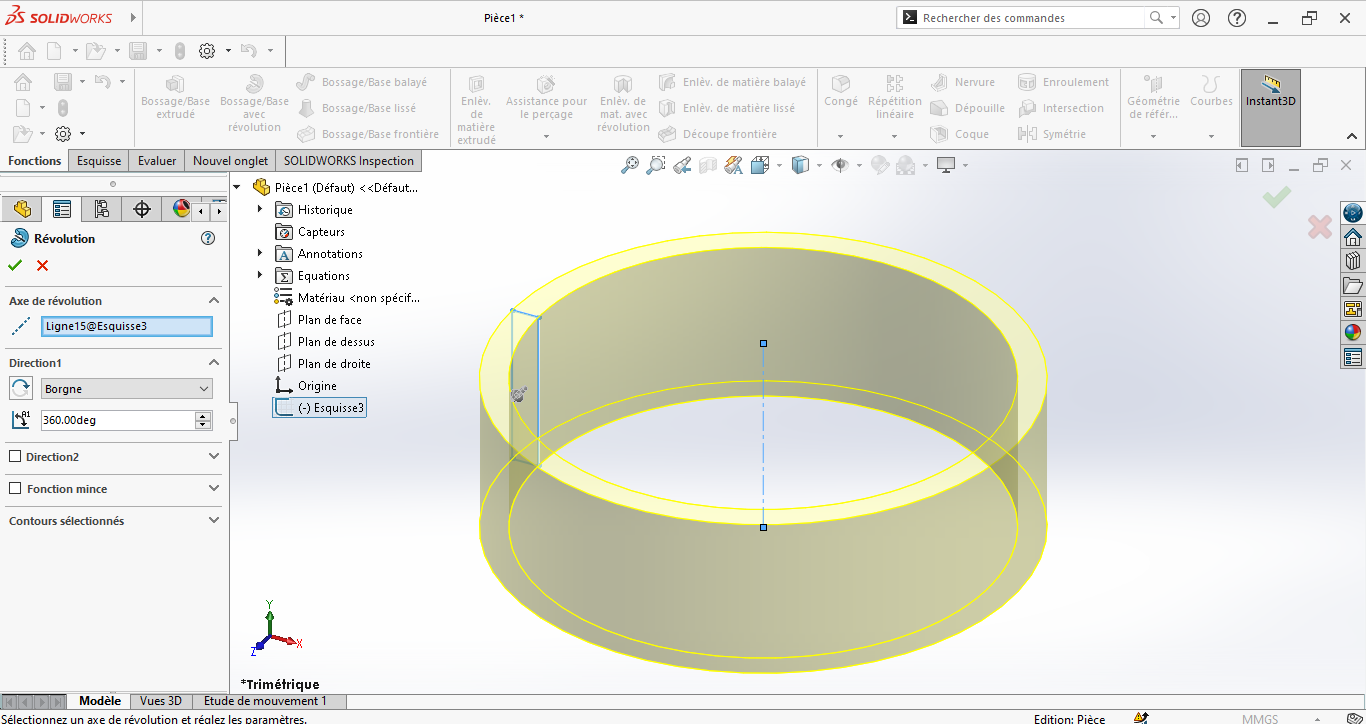 SOLIDWORKS
Pièce1 *
Rechercher des commandes
Bossage/Base
extrudé
Bossage/Base
avec
révolution
Bossage/Base balayé
Bossage/Base lissé
Bossage/Base frontière
Enlèv.
de
matière
extrudé
Assistance pour
le perçage
Enlèv. de
mat. avec
révolution
Enlèv. de matière balayé
Enlèv. de matière lissé
Découpe frontière
Congé
Répétition
linéaire
Nervure
Dépouille
Coque
Enroulement
Intersection
Symétrie
Géométrie
de référ...
Courbes
Instant3D
Fonctions
Esquisse
Evaluer
Nouvel onglet
SOLIDWORKS Inspection
Révolution
Axe de révolution
Ligne15@Esquisse3
Direction1
Borgne
A1
360.00deg
Direction2
Fonction mince
Contours sélectionnés
Pièce1 (Défaut) <<Défaut...
Historique
Capteurs
Annotations
Equations
Matériau <non spécif...
Plan de face
Plan de dessus
Plan de droite
Origine
(-) Esquisse3
Y
X
Z
*Trimétrique
Modèle
Vues 3D
Etude de mouvement 1
Sélectionnez un axe de révolution et réglez les paramètres.
Edition: Pièce
MMGS